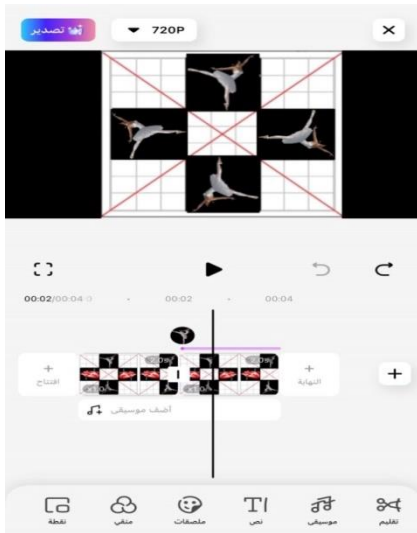 تصدير
720P
00:02/00:04
00:02
00:04
افتتاح
النهاية
أضف موسيقى
نقطة
منقي
ملصقات
نص
موسيقى
تقليم